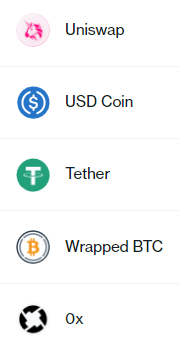 Uniswap
USD Coin
Tether
Wrapped BTC
0x